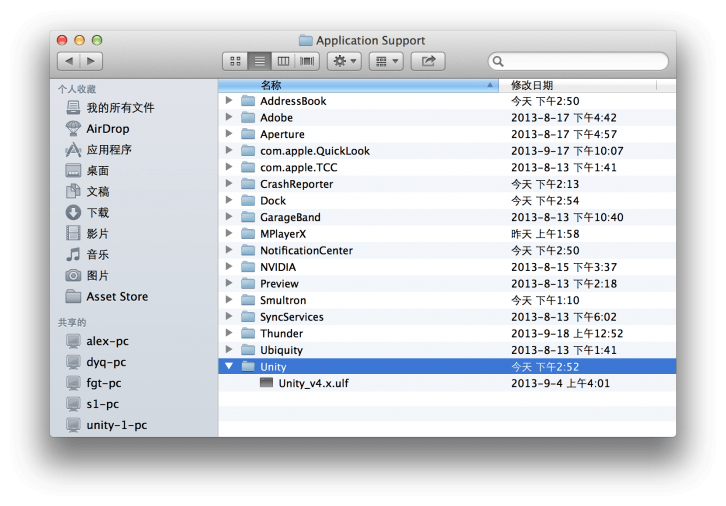 Application Support
个人收藏
我的所有文件
AirDrop
应用程序
桌面
文稿
下载
影片
音乐
图片
Asset Store
共享的
alex-pc
dyq-pc
fgt-pc
s1-pc
unity-1-pc
名称 修改日期
AddressBook 今天 下午2:50
Adobe 2013-8-17 下午4:42
Aperture 2013-8-17 下午4:57
com.apple.QuickLook 2013-9-17 下午10:07
com.apple.TCC 2013-8-13 下午1:41
CrashReporter 今天 下午2:13
Dock 今天 下午2:54
GarageBand 2013-8-13 下午10:40
MPlayerX 昨天 上午1:58
NotificationCenter 今天 下午2:50
NVIDIA 2013-8-15 下午3:37
Preview 2013-8-13 下午2:18
Smultron 今天 下午1:10
SyncServices 2013-8-13 下午6:02
Thunder 2013-9-18 上午12:52
Ubiquity 2013-8-13 下午1:41
Unity 今天 下午2:52
Unity_v4.x.ulf 2013-9-4 上午4:01